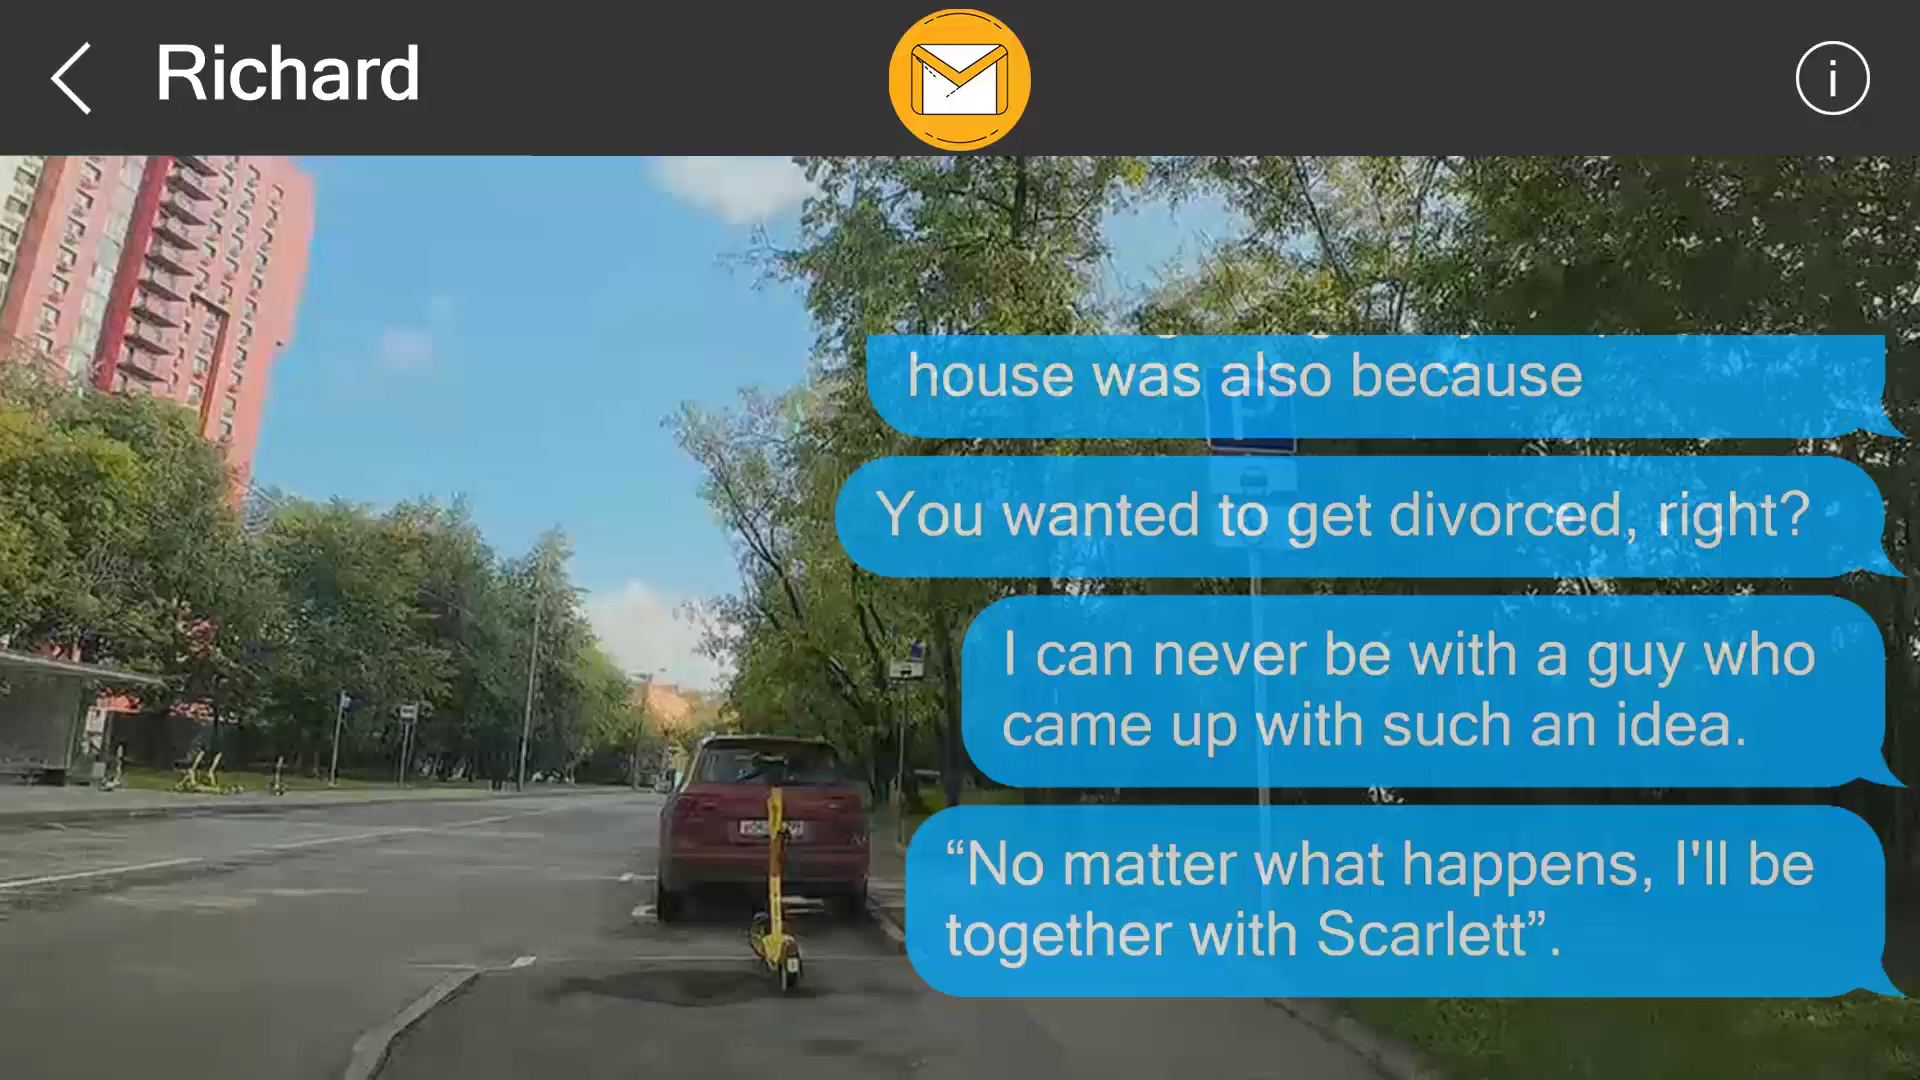 Richard
house was also because
You wanted to get divorced, right?
I can never be with a guy who
came up with such an idea.
“No matter what happens, I'll be
together with Scarlett”.